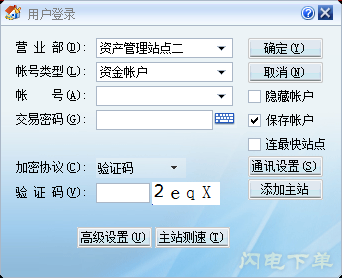 用户登录
营 业 部(D): 资产管理站点二 确定(Y)
帐号类型(L): 资金帐户 取消(N)
帐 号(A): 隐藏帐户
交易密码(G): 保存帐户
连最快站点
加密协议(C): 验证码 通讯设置(S)
验 证 码(V): 2eqX 添加主站
高级设置(U) 主站测速(T)
闪电下单